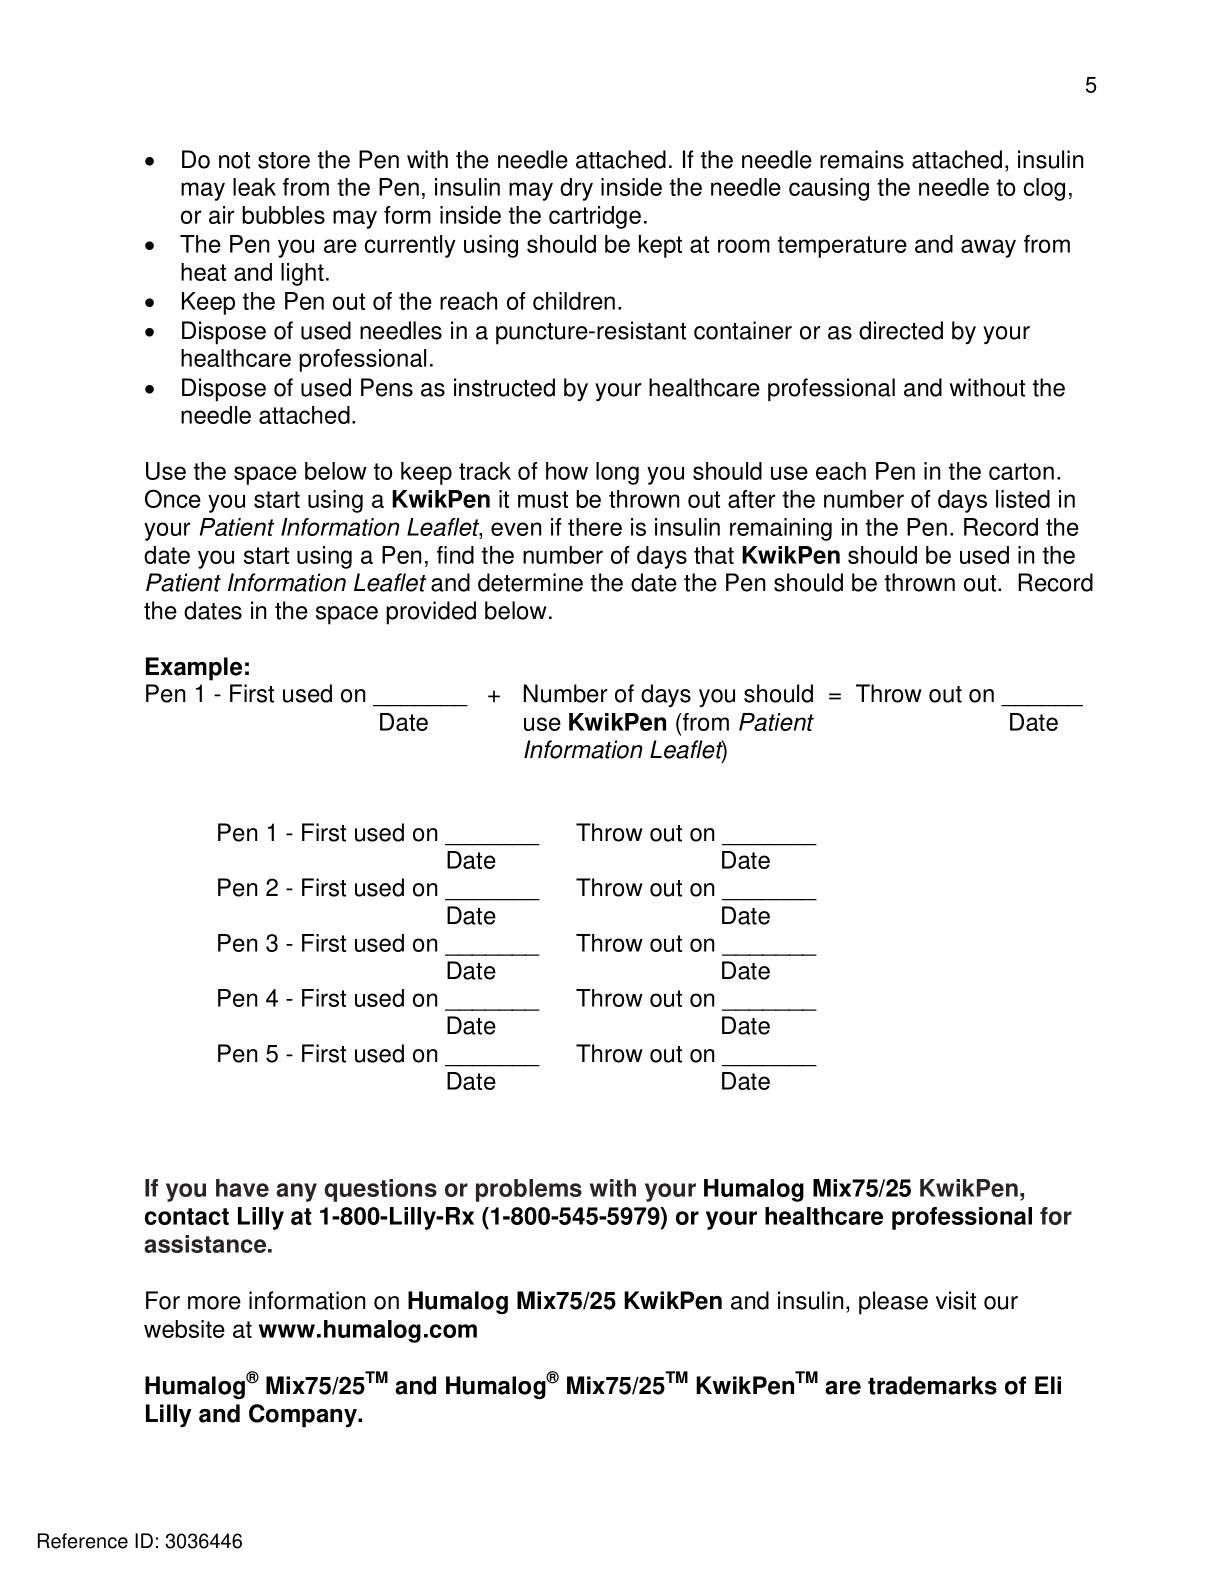 5
• Do not store the Pen with the needle attached. If the needle remains attached, insulin
may leak from the Pen, insulin may dry inside the needle causing the needle to clog,
or air bubbles may form inside the cartridge.
• The Pen you are currently using should be kept at room temperature and away from
heat and light.
• Keep the Pen out of the reach of children.
• Dispose of used needles in a puncture-resistant container or as directed by your
healthcare professional.
• Dispose of used Pens as instructed by your healthcare professional and without the
needle attached.
Use the space below to keep track of how long you should use each Pen in the carton.
Once you start using a KwikPen it must be thrown out after the number of days listed in
your Patient Information Leaflet, even if there is insulin remaining in the Pen. Record the
date you start using a Pen, find the number of days that KwikPen should be used in the
Patient Information Leaflet and determine the date the Pen should be thrown out.  Record
the dates in the space provided below.
Example:
Pen 1 - First used on _______ + Number of days you should = Throw out on ______
Date use KwikPen (from Patient Date
Information Leaflet)
Pen 1 - First used on _______ Throw out on _______
Date Date
Pen 2 - First used on _______ Throw out on _______
Date Date
Pen 3 - First used on _______ Throw out on _______
Date Date
Pen 4 - First used on _______ Throw out on _______
Date Date
Pen 5 - First used on _______ Throw out on _______
Date Date
If you have any questions or problems with your Humalog Mix75/25 KwikPen,
contact Lilly at 1-800-Lilly-Rx (1-800-545-5979) or your healthcare professional for
assistance.
For more information on Humalog Mix75/25 KwikPen and insulin, please visit our
website at www.humalog.com
Humalog® Mix75/25™ and Humalog® Mix75/25™ KwikPen™ are trademarks of Eli
Lilly and Company.
Reference ID: 3036446